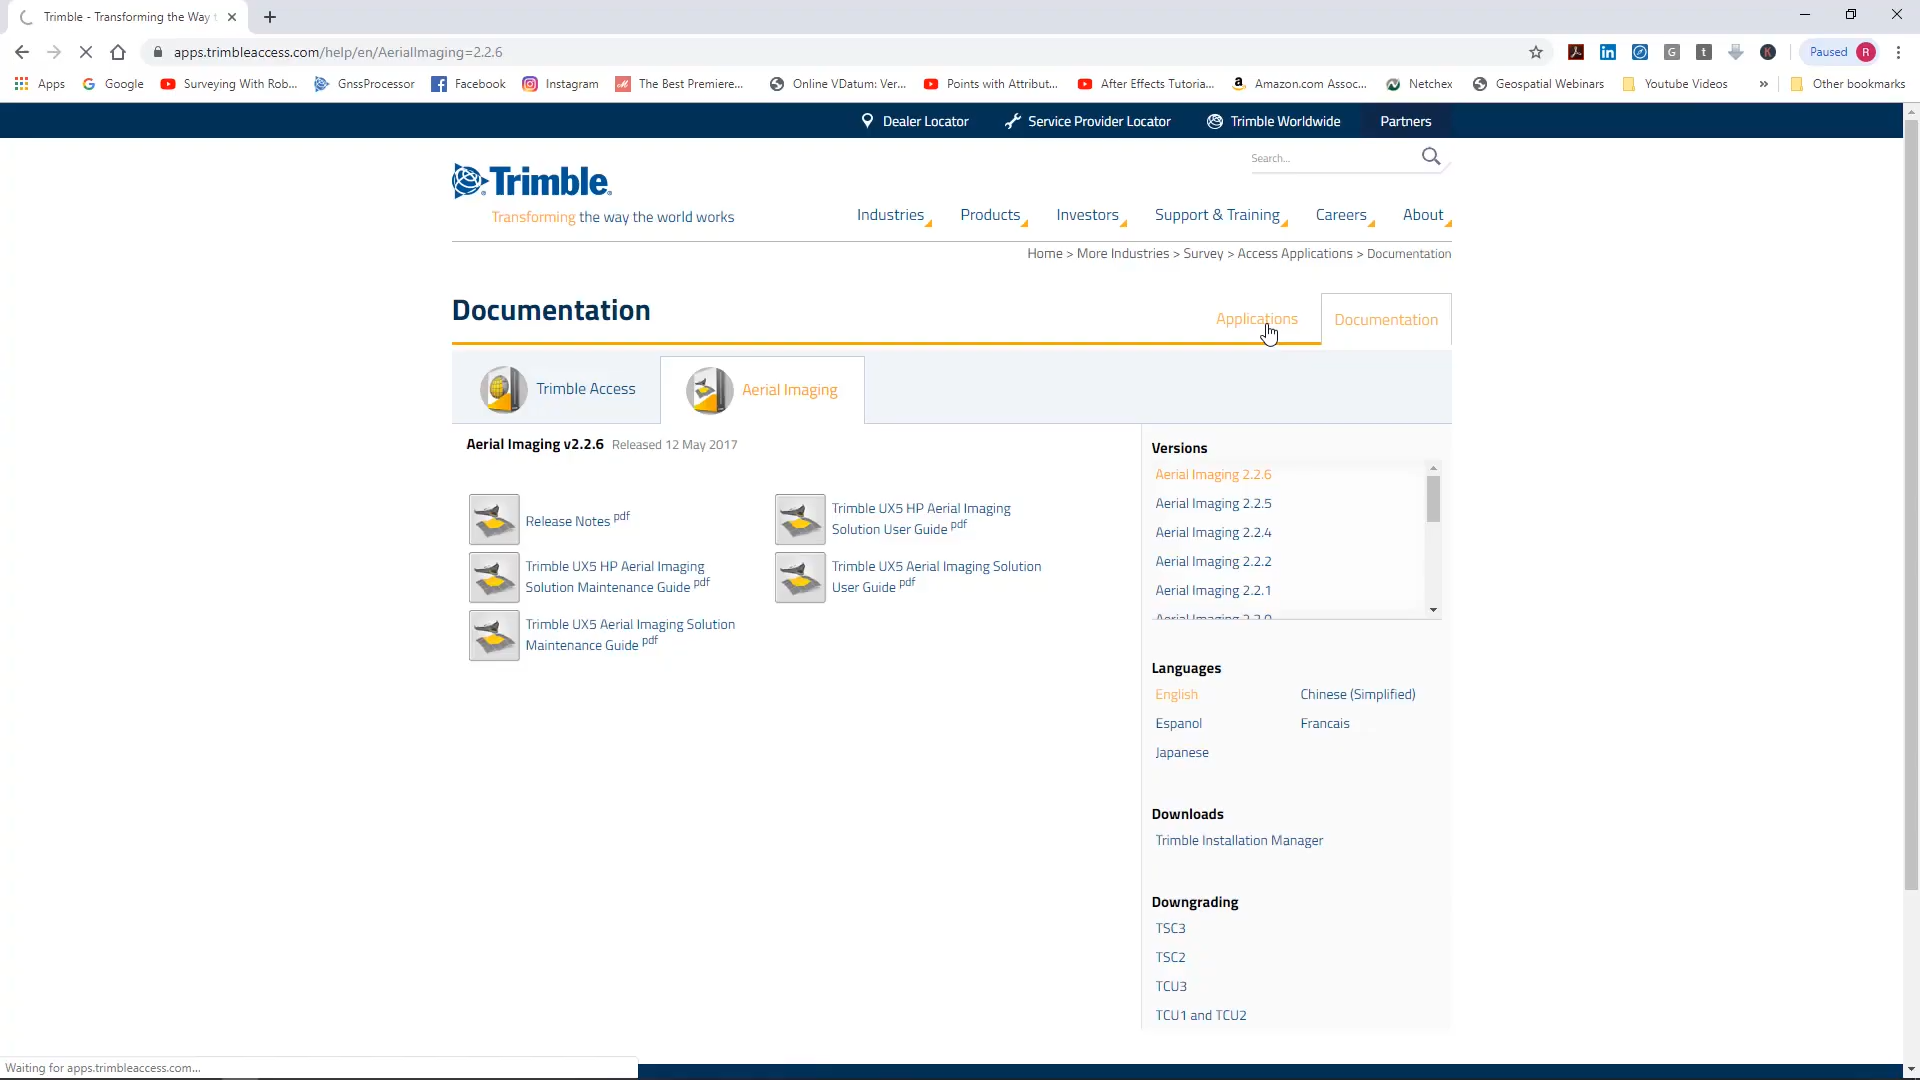 Trimble - Transforming the Way t
apps.trimbleaccess.com/help/en/AerialImaging=2.2.6
Paused R
Apps Google Surveying With Rob... GnssProcessor Facebook Instagram The Best Premiere... Online VDatum: Ver... Points with Attribut... After Effects Tutoria... Amazon.com Assoc... Netchex Geospatial Webinars Youtube Videos » Other bookmarks
Dealer Locator Service Provider Locator Trimble Worldwide Partners
Search...
Trimble
Transforming the way the world works
Industries Products Investors Support & Training Careers About
Home > More Industries > Survey > Access Applications > Documentation
Documentation
Applications Documentation
Trimble Access Aerial Imaging
Aerial Imaging v2.2.6 Released 12 May 2017
Release Notes pdf
Trimble UX5 HP Aerial Imaging
Solution User Guide pdf
Trimble UX5 HP Aerial Imaging
Solution Maintenance Guide pdf
Trimble UX5 Aerial Imaging Solution
User Guide pdf
Trimble UX5 Aerial Imaging Solution
Maintenance Guide pdf
Versions
Aerial Imaging 2.2.6
Aerial Imaging 2.2.5
Aerial Imaging 2.2.4
Aerial Imaging 2.2.2
Aerial Imaging 2.2.1
Aerial Imaging 2.2.0
Languages
English Chinese (Simplified)
Espanol Francais
Japanese
Downloads
Trimble Installation Manager
Downgrading
TSC3
TSC2
TCU3
TCU1 and TCU2
Waiting for apps.trimbleaccess.com...